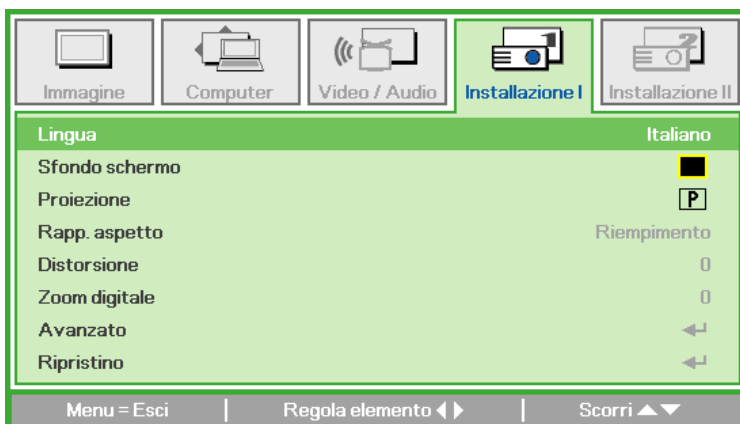 Immagine
Computer
Video / Audio
Installazione I
Installazione II
Lingua Italiano
Sfondo schermo
Proiezione P
Rapp. aspetto Riempimento
Distorsione 0
Zoom digitale 0
Avanzato
Ripristino
Menu = Esci | Regola elemento | Scorri